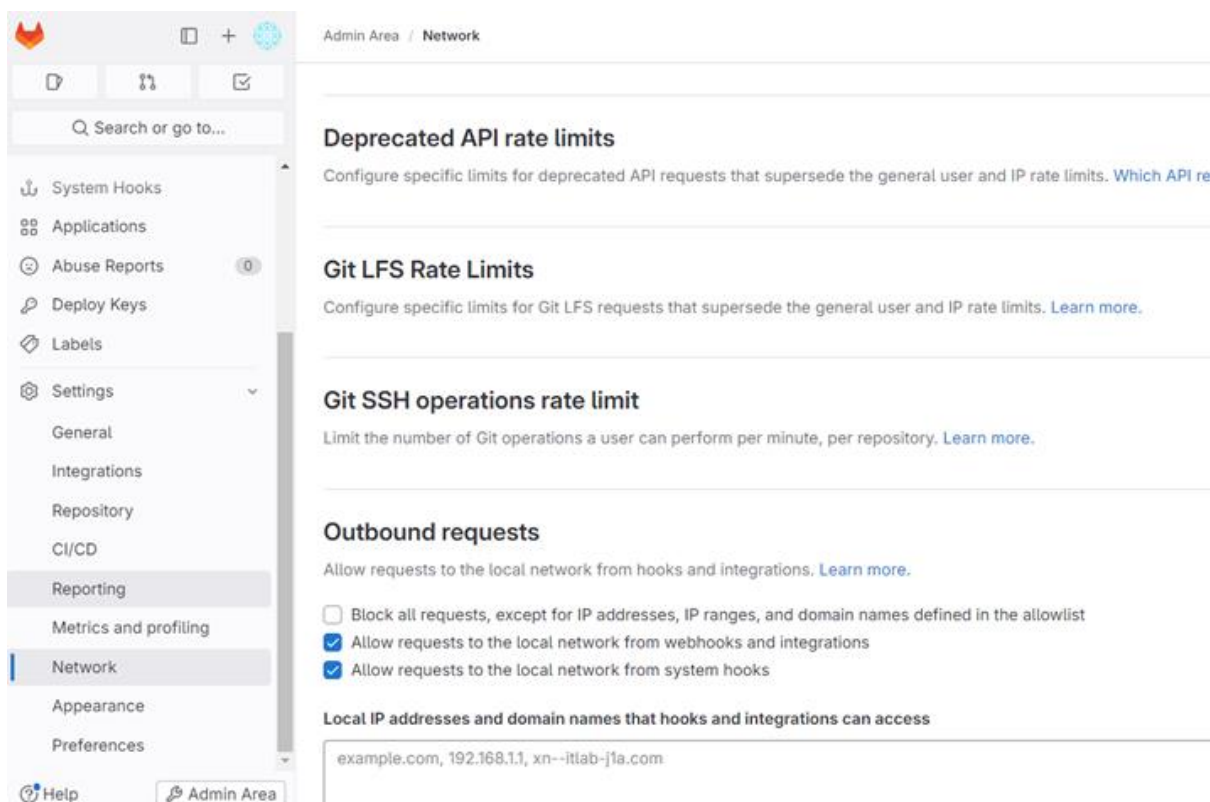 Admin Area / Network
Search or go to...
System Hooks
Applications
Abuse Reports 0
Deploy Keys
Labels
Settings
General
Integrations
Repository
CI/CD
Reporting
Metrics and profiling
Network
Appearance
Preferences
Help
Admin Area
Deprecated API rate limits
Configure specific limits for deprecated API requests that supersede the general user and IP rate limits. Which API re
Git LFS Rate Limits
Configure specific limits for Git LFS requests that supersede the general user and IP rate limits. Learn more.
Git SSH operations rate limit
Limit the number of Git operations a user can perform per minute, per repository. Learn more.
Outbound requests
Allow requests to the local network from hooks and integrations. Learn more.
Block all requests, except for IP addresses, IP ranges, and domain names defined in the allowlist
Allow requests to the local network from webhooks and integrations
Allow requests to the local network from system hooks
Local IP addresses and domain names that hooks and integrations can access
example.com, 192.168.1.1, xn--itlab-j1a.com